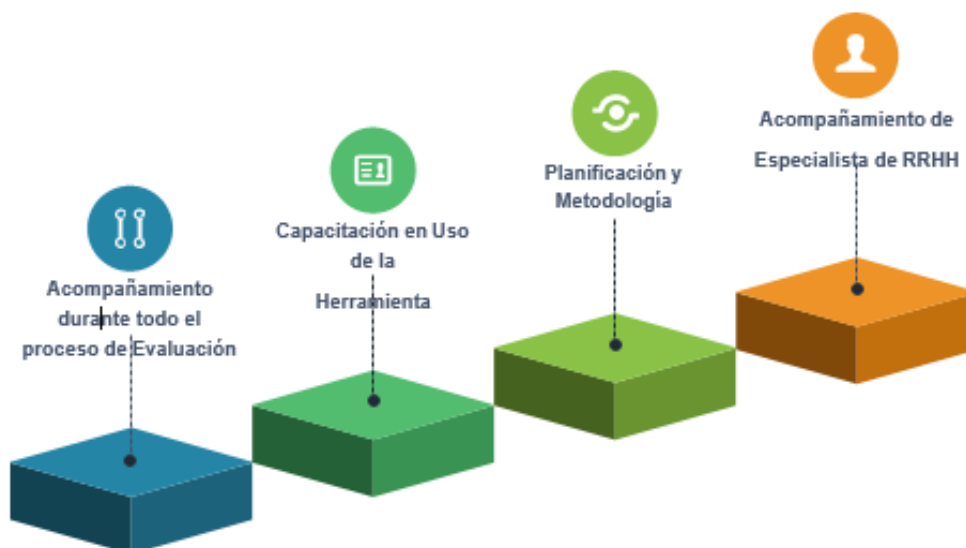 Acompañamiento
durante todo el
proceso de Evaluación
Capacitación en Uso
de la
Herramienta
Planificación y
Metodología
Acompañamiento de
Especialista de RRHH